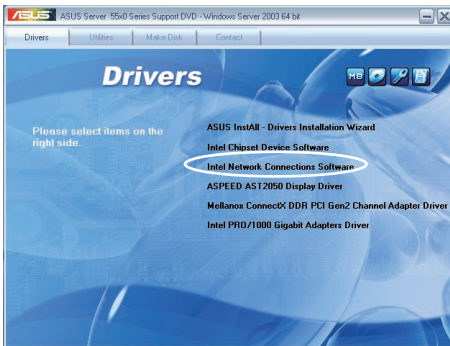 ASUS ASUS Server 55x0 Series Support DVD - Windows Server 2003 64 bit
Drivers Utilities Make Disk Contact
Drivers
MB
Please select items on the
right side.
ASUS InstAll - Drivers Installation Wizard
Intel Chipset Device Software
Intel Network Connections Software
ASPEED AST2050 Display Driver
Mellanox ConnectX DDR PCI Gen2 Channel Adapter Driver
Intel PRO/1000 Gigabit Adapters Driver